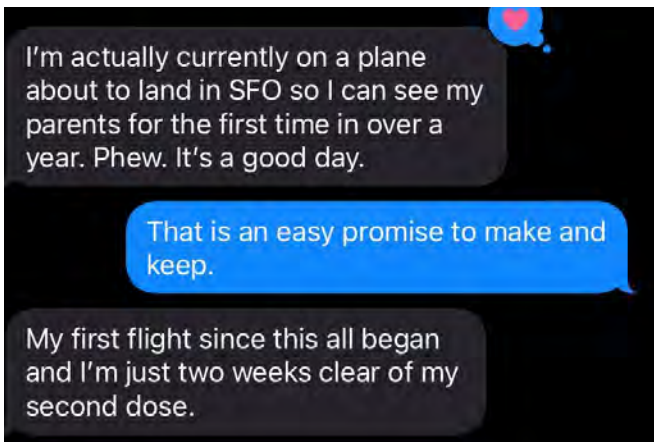 I’m actually currently on a plane
about to land in SFO so I can see my
parents for the first time in over a
year. Phew. It’s a good day.
That is an easy promise to make and
keep.
My first flight since this all began
and I’m just two weeks clear of my
second dose.